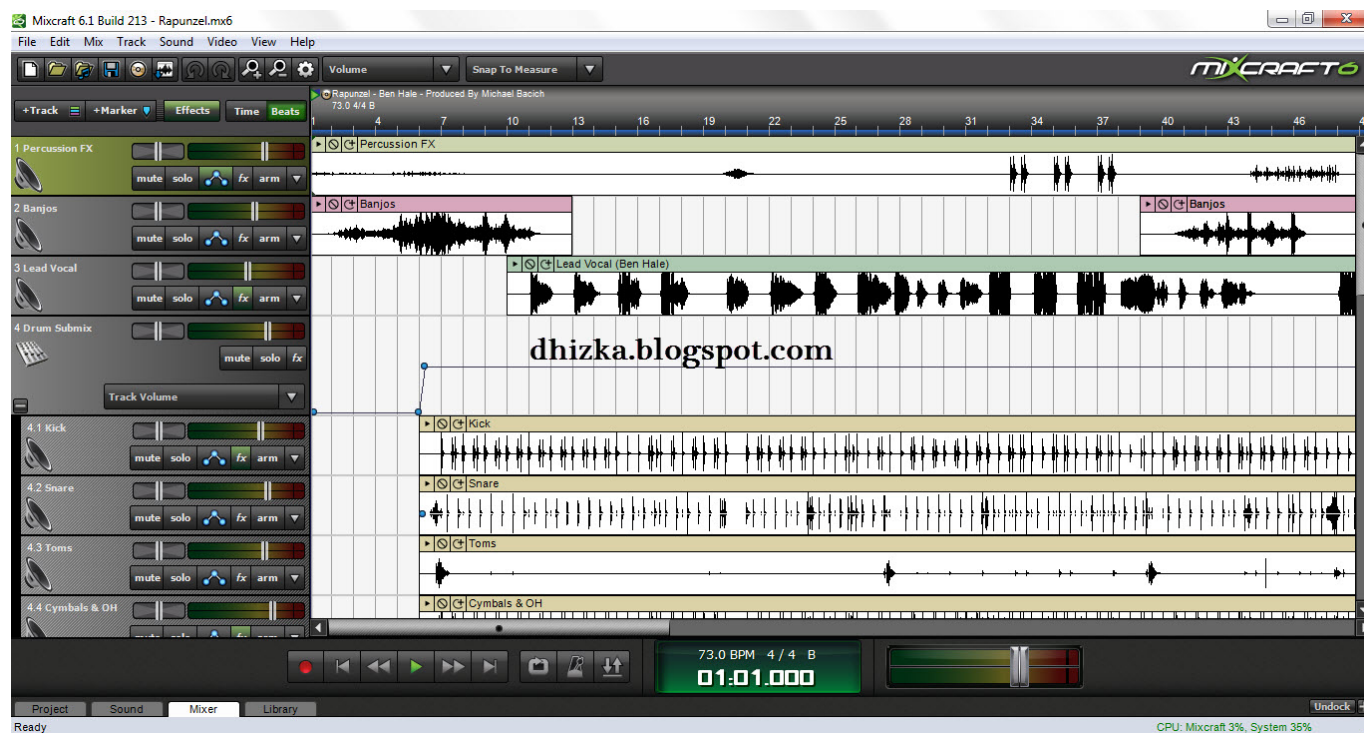 Mixcraft 6.1 Build 213 - Rapunzel.mx6
File Edit Mix Track Sound Video View Help
Volume Snap To Measure MIXCRAFT 6
+Track +Marker Effects Time Beats
Rapunzel - Ben Hale - Produced By Michael Bacich
73.0 4/4 B
1 4 7 10 13 16 19 22 25 28 31 34 37 40 43 46 4
1 Percussion FX
mute solo fx arm
Percussion FX
2 Banjos
mute solo fx arm
Banjos Banjos
3 Lead Vocal
mute solo fx arm
Lead Vocal (Ben Hale)
4 Drum Submix
mute solo fx
Track Volume
dhizka.blogspot.com
4.1 Kick
mute solo fx arm
Kick
4.2 Snare
mute solo fx arm
Snare
4.3 Toms
mute solo fx arm
Toms
4.4 Cymbals & OH
Cymbals & OH
73.0 BPM 4/4 B
01:01.000
Project Sound Mixer Library Undock
Ready CPU: Mixcraft 3%, System 35%